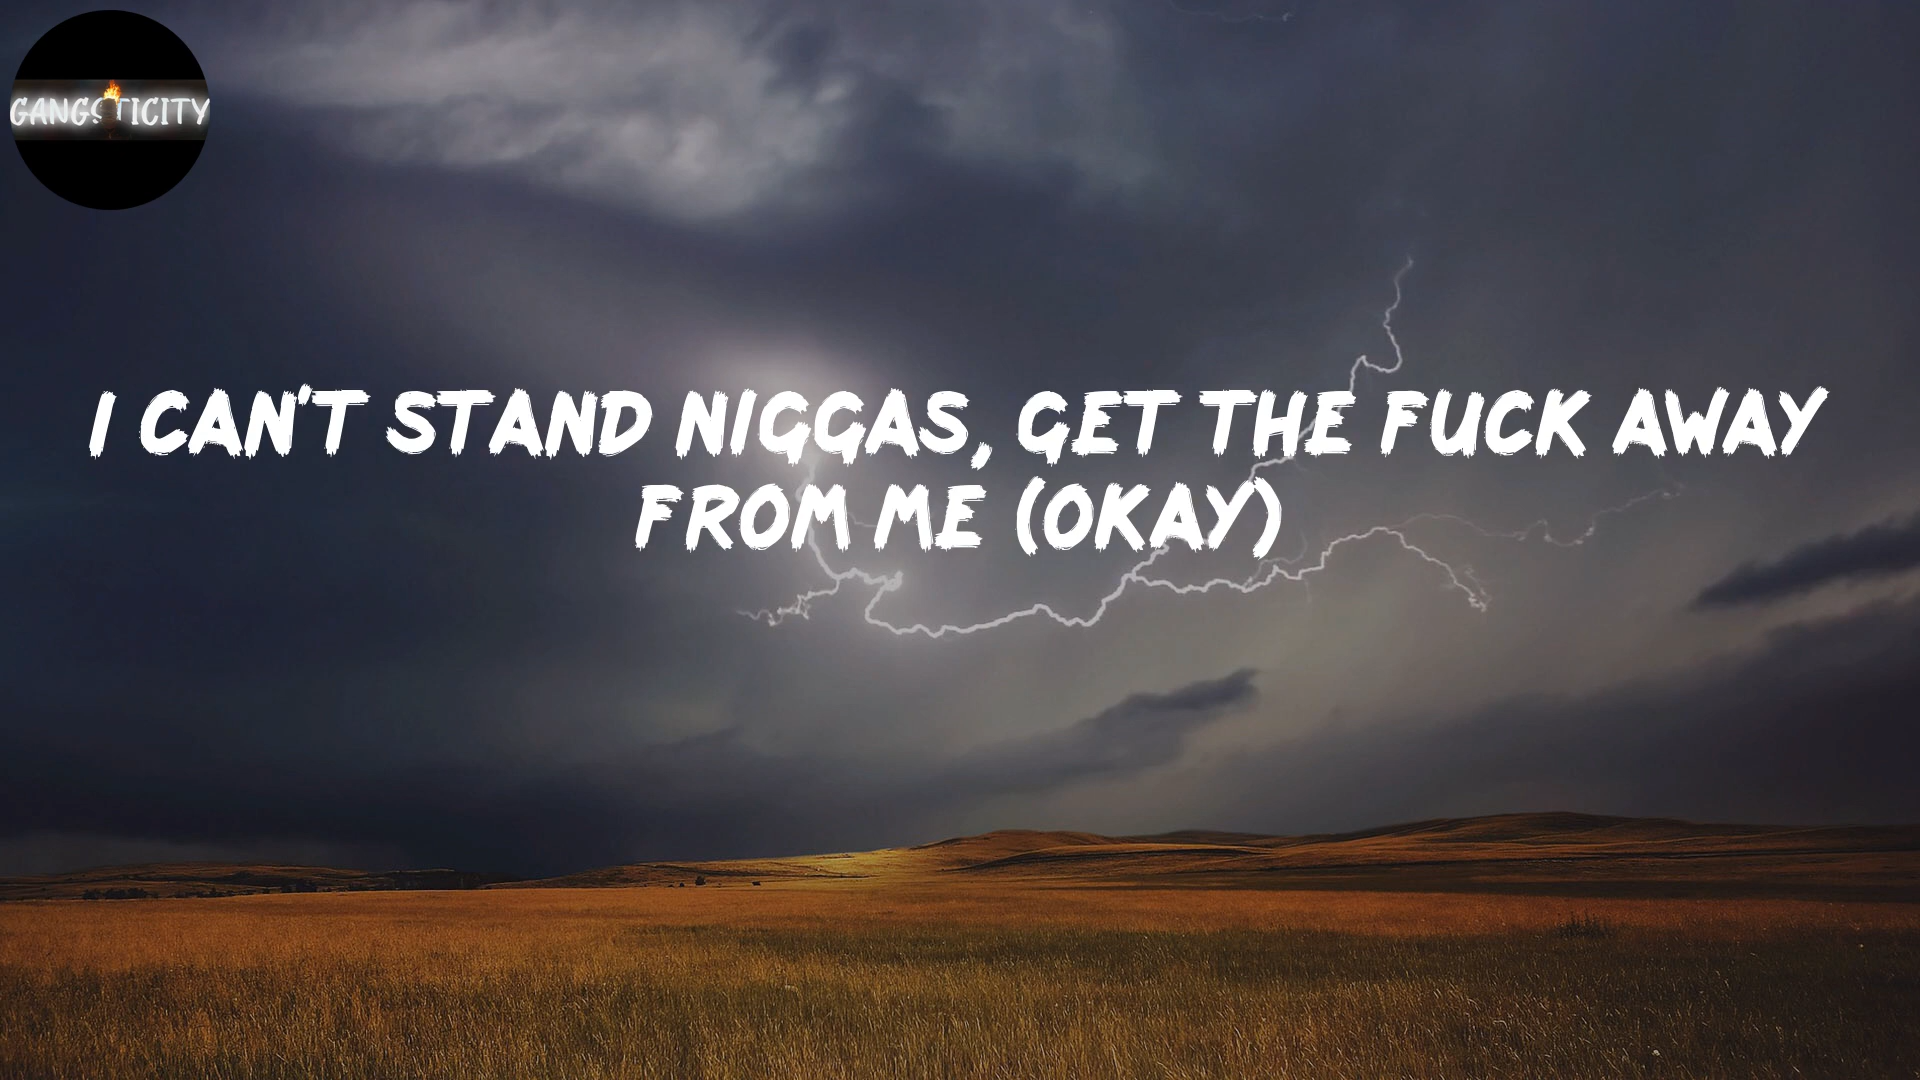 GANGSTICITY
I CAN'T STAND NIGGAS, GET THE FUCK AWAY
FROM ME (OKAY)